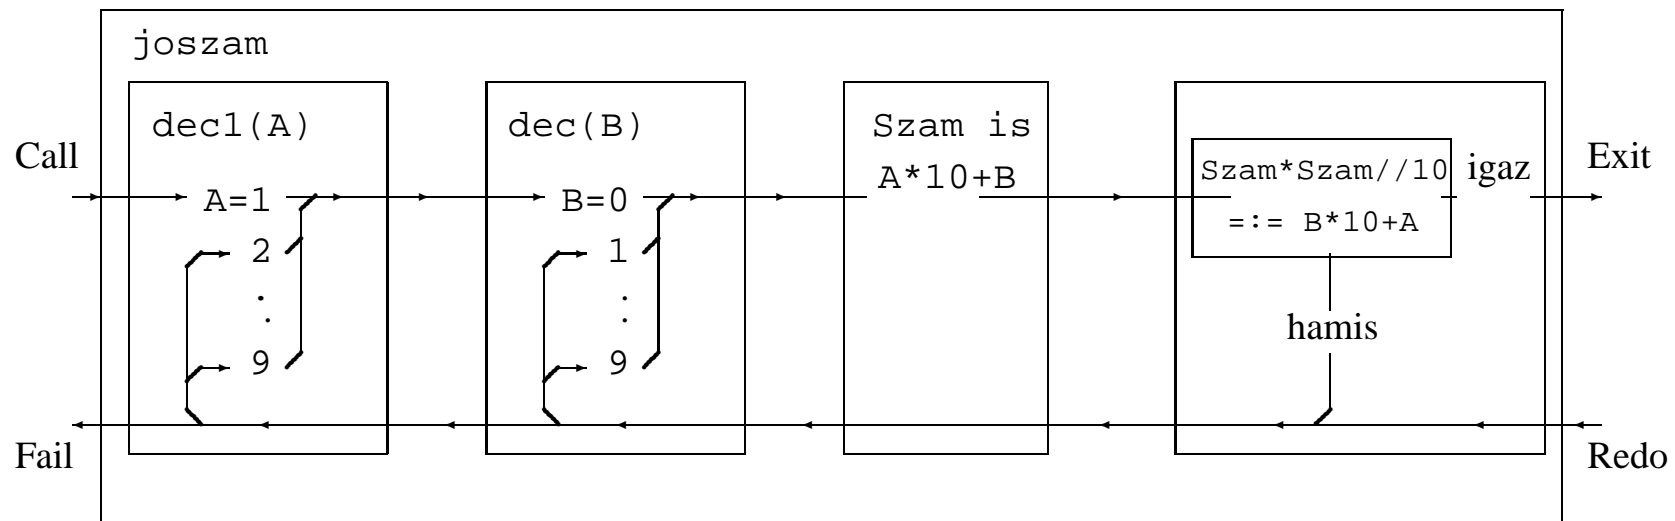 joszam
Call
dec1(A)
A=1
2
.
.
9
dec(B)
B=0
1
.
.
9
Szam is
A*10+B
Szam*Szam//10
=:= B*10+A
igaz
hamis
Exit
Fail
Redo